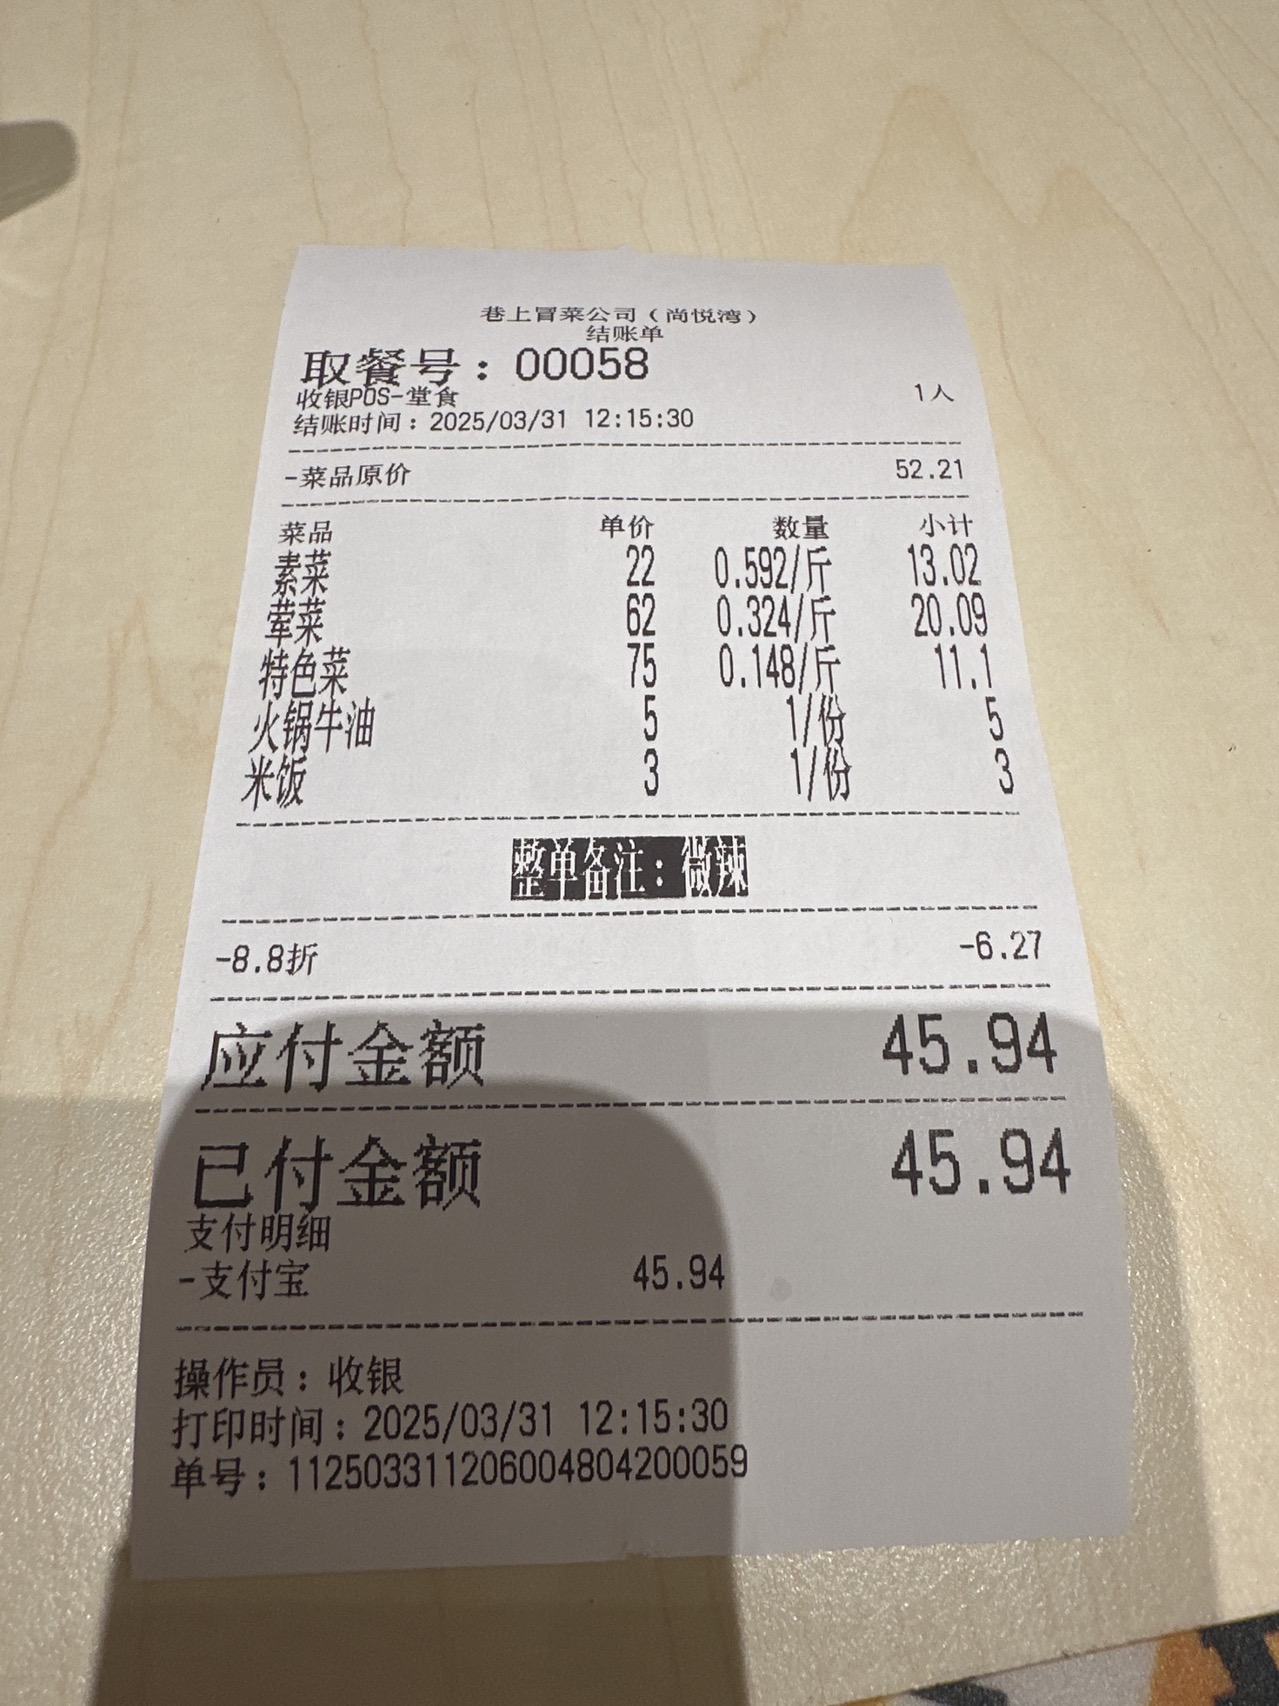 巷上冒菜公司（尚悦湾）
结账单
取餐号：00058
收银POS-堂食 1人
结账时间：2025/03/31 12:15:30
-菜品原价 52.21
菜品 单价 数量 小计
素菜 22 0.592/斤 13.02
荤菜 62 0.324/斤 20.09
特色菜 75 0.148/斤 11.1
火锅牛油 5 1/份 5
米饭 3 1/份 3
整单备注：微辣
-8.8折 -6.27
应付金额 45.94
已付金额 45.94
支付明细
-支付宝 45.94
操作员：收银
打印时间：2025/03/31 12:15:30
单号：112503311206004804200059